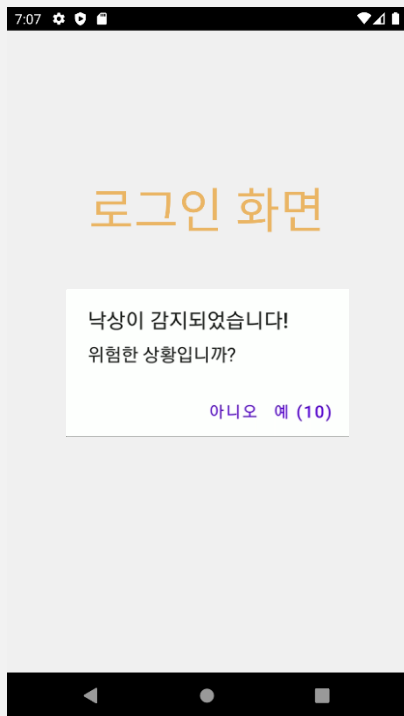 7:07
로그인 화면
낙상이 감지되었습니다!
위험한 상황입니까?
아니오 예 (10)